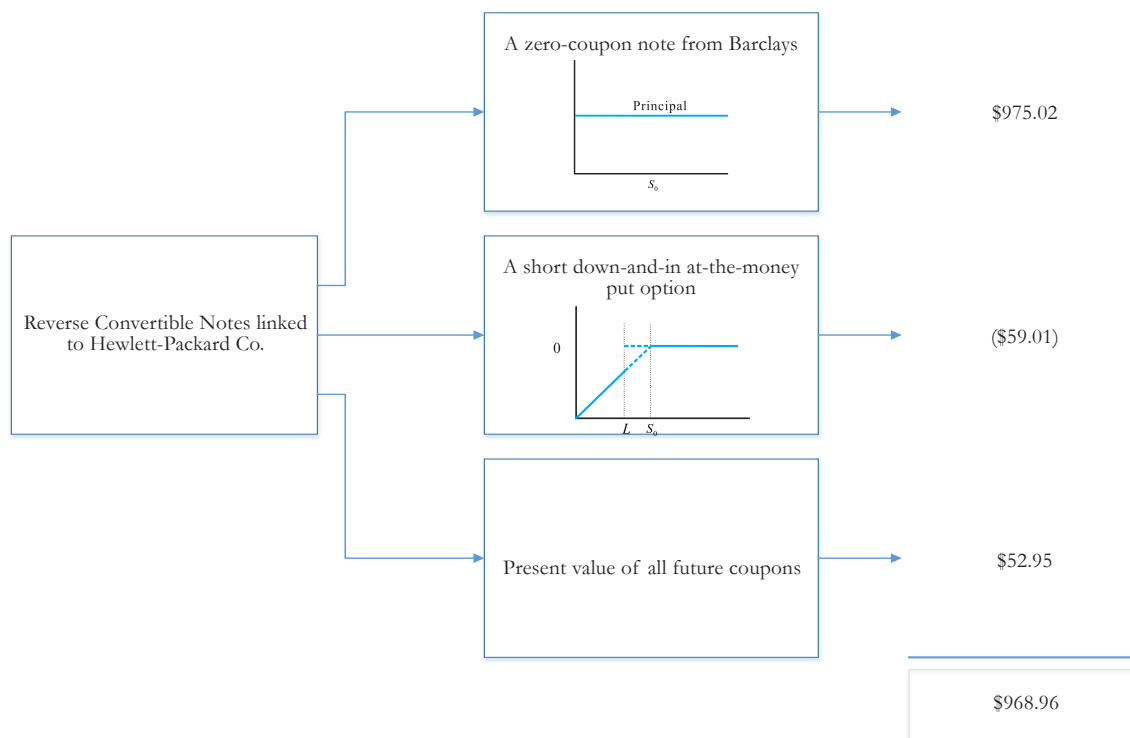 A zero-coupon note from Barclays
Principal
S₀
$975.02
Reverse Convertible Notes linked
to Hewlett-Packard Co.
A short down-and-in at-the-money
put option
0
L S₀
($59.01)
Present value of all future coupons
$52.95
$968.96